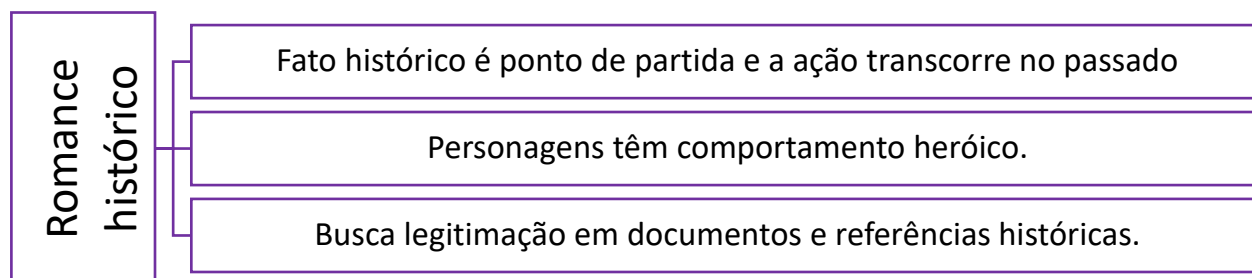 Romance
histórico
Fato histórico é ponto de partida e a ação transcorre no passado
Personagens têm comportamento heróico.
Busca legitimação em documentos e referências históricas.